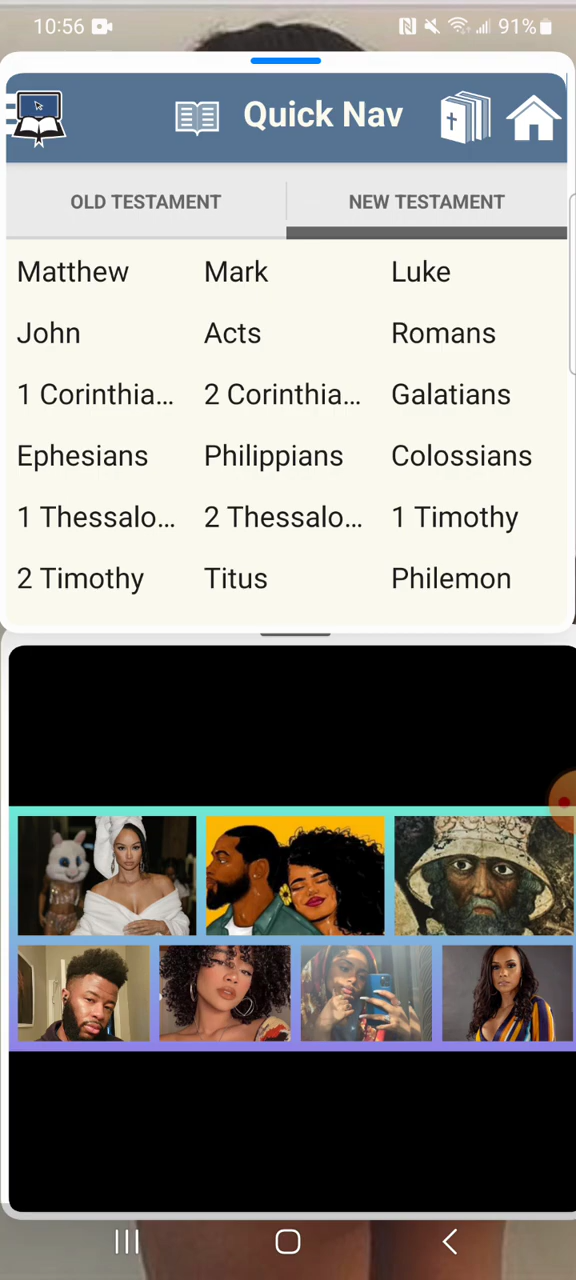 10:56 91%
Quick Nav
OLD TESTAMENT NEW TESTAMENT
Matthew Mark Luke
John Acts Romans
1 Corinthia... 2 Corinthia... Galatians
Ephesians Philippians Colossians
1 Thessalo... 2 Thessalo... 1 Timothy
2 Timothy Titus Philemon